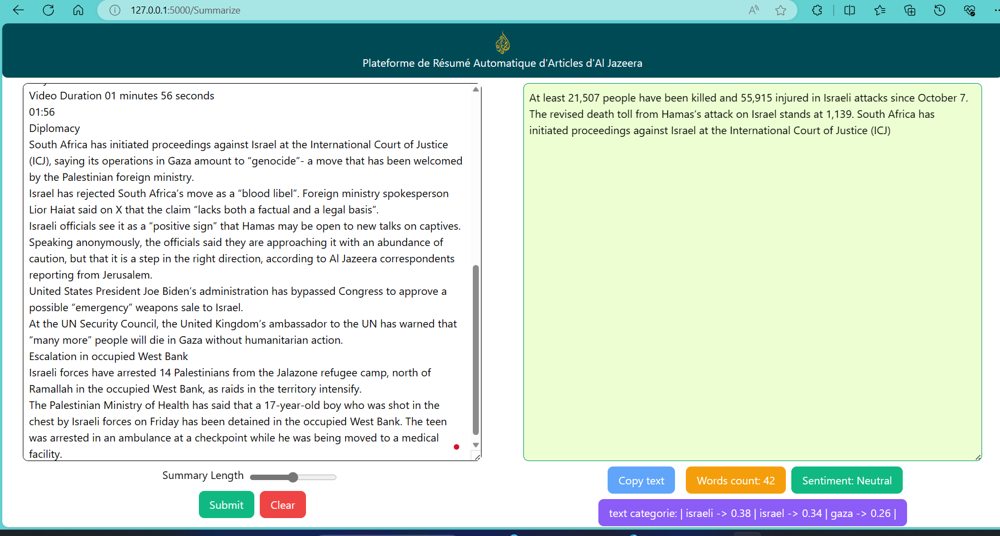 127.0.0.1:5000/Summarize
Plateforme de Résumé Automatique d'Articles d'Al Jazeera
Video Duration 01 minutes 56 seconds
01:56
Diplomacy
South Africa has initiated proceedings against Israel at the International Court of Justice
(ICJ), saying its operations in Gaza amount to “genocide”- a move that has been welcomed
by the Palestinian foreign ministry.
Israel has rejected South Africa’s move as a “blood libel”. Foreign ministry spokesperson
Lior Haiat said on X that the claim “lacks both a factual and a legal basis”.
Israeli officials see it as a “positive sign” that Hamas may be open to new talks on captives.
Speaking anonymously, the officials said they are approaching it with an abundance of
caution, but that it is a step in the right direction, according to Al Jazeera correspondents
reporting from Jerusalem.
United States President Joe Biden’s administration has bypassed Congress to approve a
possible “emergency” weapons sale to Israel.
At the UN Security Council, the United Kingdom’s ambassador to the UN has warned that
“many more” people will die in Gaza without humanitarian action.
Escalation in occupied West Bank
Israeli forces have arrested 14 Palestinians from the Jalazone refugee camp, north of
Ramallah in the occupied West Bank, as raids in the territory intensify.
The Palestinian Ministry of Health has said that a 17-year-old boy who was shot in the
chest by Israeli forces on Friday has been detained in the occupied West Bank. The teen
was arrested in an ambulance at a checkpoint while he was being moved to a medical
facility.
Summary Length
Submit
Clear
At least 21,507 people have been killed and 55,915 injured in Israeli attacks since October 7.
The revised death toll from Hamas’s attack on Israel stands at 1,139. South Africa has
initiated proceedings against Israel at the International Court of Justice (ICJ)
Copy text
Words count: 42
Sentiment: Neutral
text categorie: | israeli -> 0.38 | israel -> 0.34 | gaza -> 0.26 |